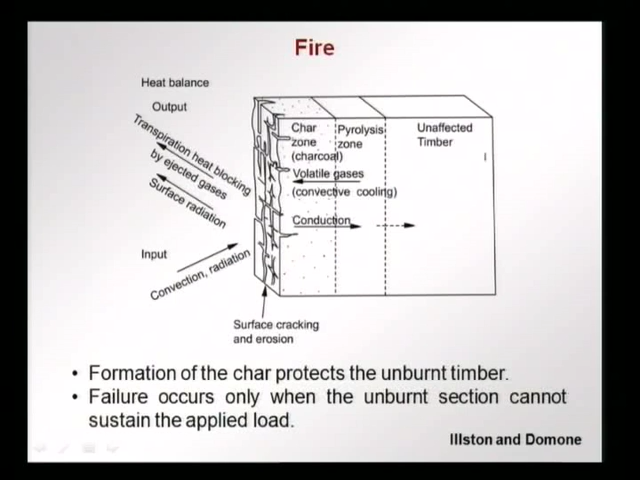 Fire
Heat balance
Output
Transpiration heat blocking
by ejected gases
Surface radiation
Input
Convection, radiation
Char
zone
(charcoal)
Pyrolysis
zone
Unaffected
Timber
Volatile gases
(convective cooling)
Conduction
Surface cracking
and erosion
• Formation of the char protects the unburnt timber.
• Failure occurs only when the unburnt section cannot
sustain the applied load.
Illston and Domone